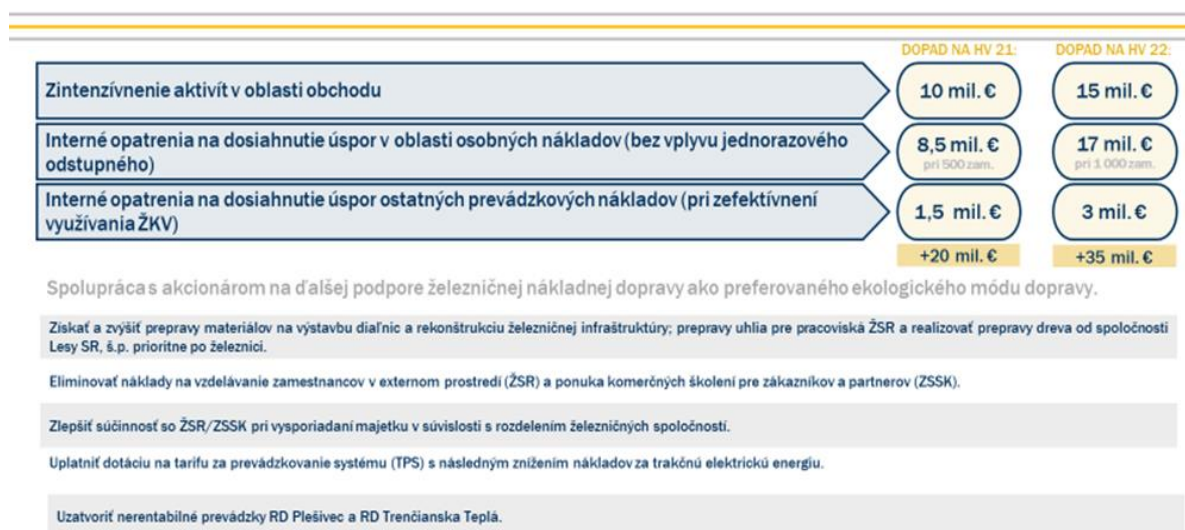 DOPAD NA HV 21: DOPAD NA HV 22:
Zintenzívnenie aktivít v oblasti obchodu 10 mil. € 15 mil. €
Interné opatrenia na dosiahnutie úspor v oblasti osobných nákladov (bez vplyvu jednorazového
odstupného)
8,5 mil. € 17 mil. €
pri 500 zam. pri 1 000 zam.
Interné opatrenia na dosiahnutie úspor ostatných prevádzkových nákladov (pri zefektívnení
využívania ŽKV)
1,5 mil. € 3 mil. €
+20 mil. € +35 mil. €
Spolupráca s akcionárom na ďalšej podpore železničnej nákladnej dopravy ako preferovaného ekologického módu dopravy.
Získať a zvýšiť prepravy materiálov na výstavbu diaľnic a rekonštrukciu železničnej infraštruktúry; prepravy uhlia pre pracoviská ŽSR a realizovať prepravy dreva od spoločnosti
Lesy SR, š.p. prioritne po železnici.
Eliminovať náklady na vzdelávanie zamestnancov v externom prostredí (ŽSR) a ponuka komerčných školení pre zákazníkov a partnerov (ZSSK).
Zlepšiť súčinnosť so ŽSR/ZSSK pri vysporiadaní majetku v súvislosti s rozdelením železničných spoločností.
Uplatniť dotáciu na tarifu za prevádzkovanie systému (TPS) s následným znížením nákladov za trakčnú elektrickú energiu.
Uzatvoriť nerentabilné prevádzky RD Plešivec a RD Trenčianska Teplá.